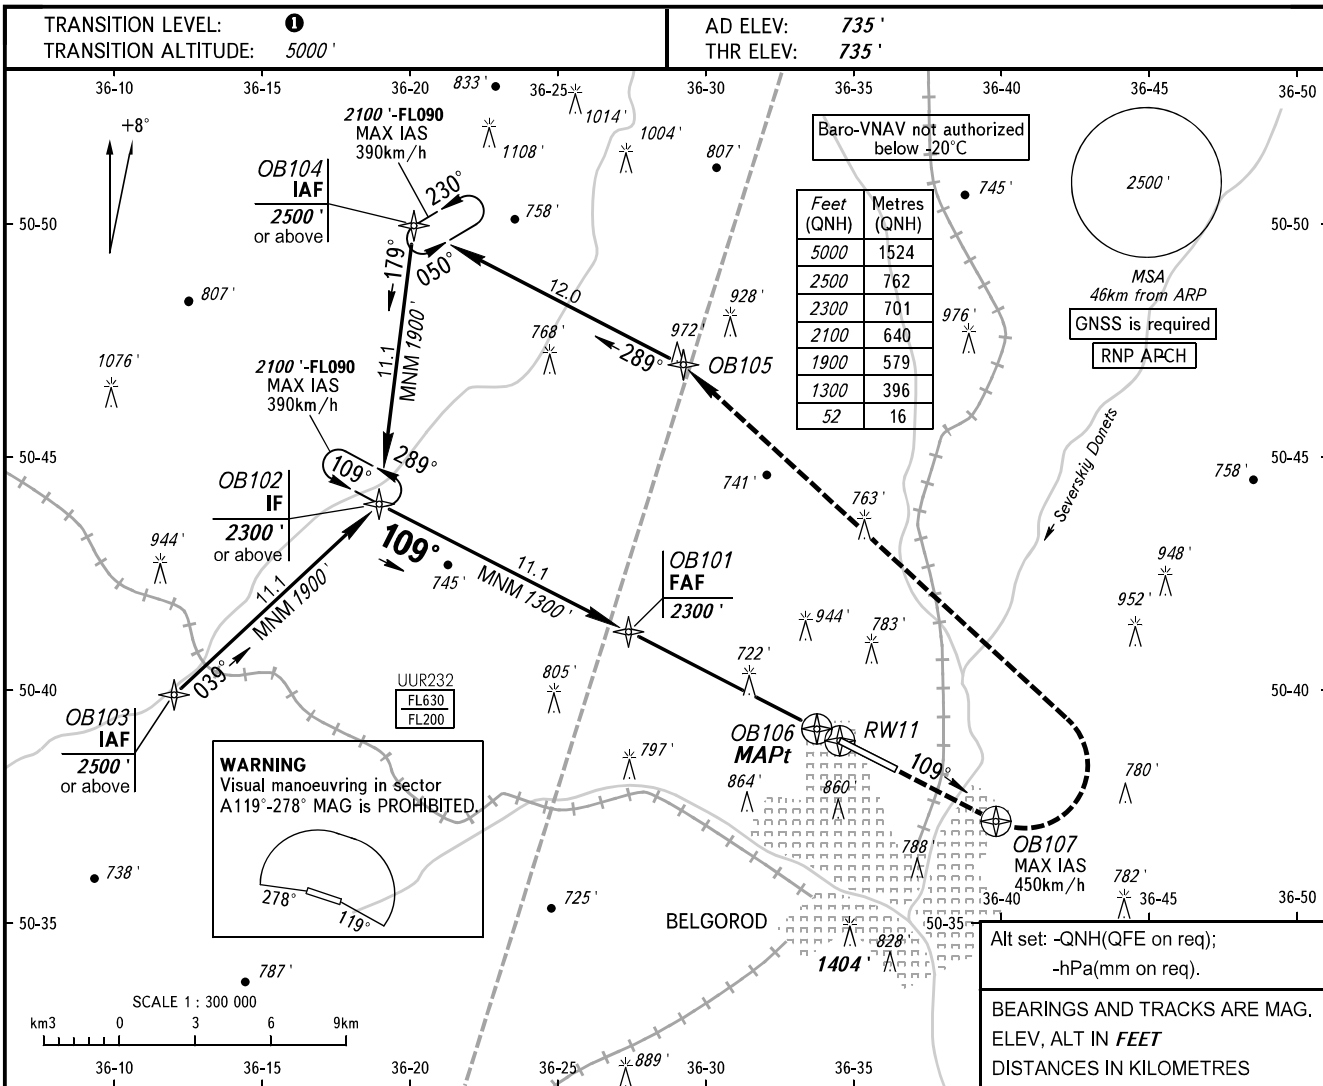 TRANSITION LEVEL: ❶
TRANSITION ALTITUDE: 5000 '
AD ELEV: 735 '
THR ELEV: 735 '
36-10 36-15 36-20 36-25 36-30 36-35 36-40 36-45 36-50
+8°
833 '
1014 '
1004 '
1108 '
807 '
2100 '-FL090
MAX IAS
390km/h
OB104
IAF
2500 '
or above
230°
050°
179°
758 '
Baro-VNAV not authorized
below -20°C
745 '
2500 '
MSA
46km from ARP
GNSS is required
RNP APCH
Feet (QNH) Metres (QNH)
5000 1524
2500 762
2300 701
2100 640
1900 579
1300 396
52 16
50-50
50-50
807 '
12.0
928 '
972 '
289°
OB105
768 '
976 '
11.1
MNM 1900 '
1076 '
2100 '-FL090
MAX IAS
390km/h
109°
289°
OB102
IF
2300 '
or above
50-45
50-45
741 '
763 '
758 '
Severskiy Donets
109°
745 '
11.1
MNM 1300 '
OB101
FAF
2300 '
944 '
948 '
952 '
944 '
783 '
11.1
MNM 1900 '
039°
722 '
805 '
UUR232
FL630
FL200
50-40
50-40
OB103
IAF
2500 '
or above
OB106
MAPt
RW11
109°
WARNING
Visual manoeuvring in sector
A119°-278° MAG is PROHIBITED.
278°
119°
797 '
864 '
860 '
780 '
788 '
OB107
MAX IAS
450km/h
738 '
725 '
782 '
36-40 36-45 36-50
50-35
50-35
BELGOROD
1404 '
828 '
787 '
889 '
SCALE 1 : 300 000
km3 0 3 6 9km
36-10 36-15 36-20 36-25 36-30 36-35
Alt set: -QNH(QFE on req);
-hPa(mm on req).
BEARINGS AND TRACKS ARE MAG.
ELEV, ALT IN FEET
DISTANCES IN KILOMETRES